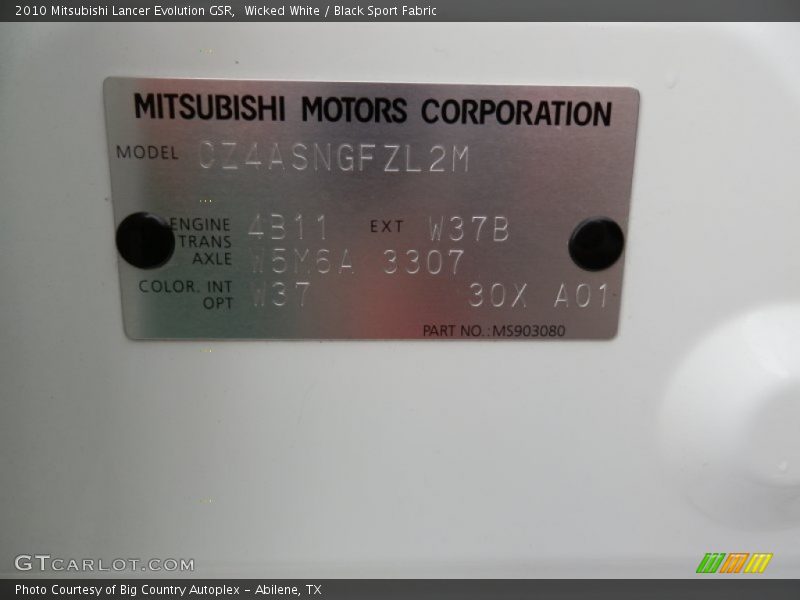 2010 Mitsubishi Lancer Evolution GSR,  Wicked White / Black Sport Fabric
MITSUBISHI MOTORS CORPORATION
MODEL CZ4ASNGFZL2M
ENGINE 4B11 EXT W37B
TRANS AXLE W5M6A 3307
COLOR. INT OPT W37 30X A01
PART NO.: MS903080
GTCARLOT.COM
Photo Courtesy of Big Country Autoplex – Abilene, TX